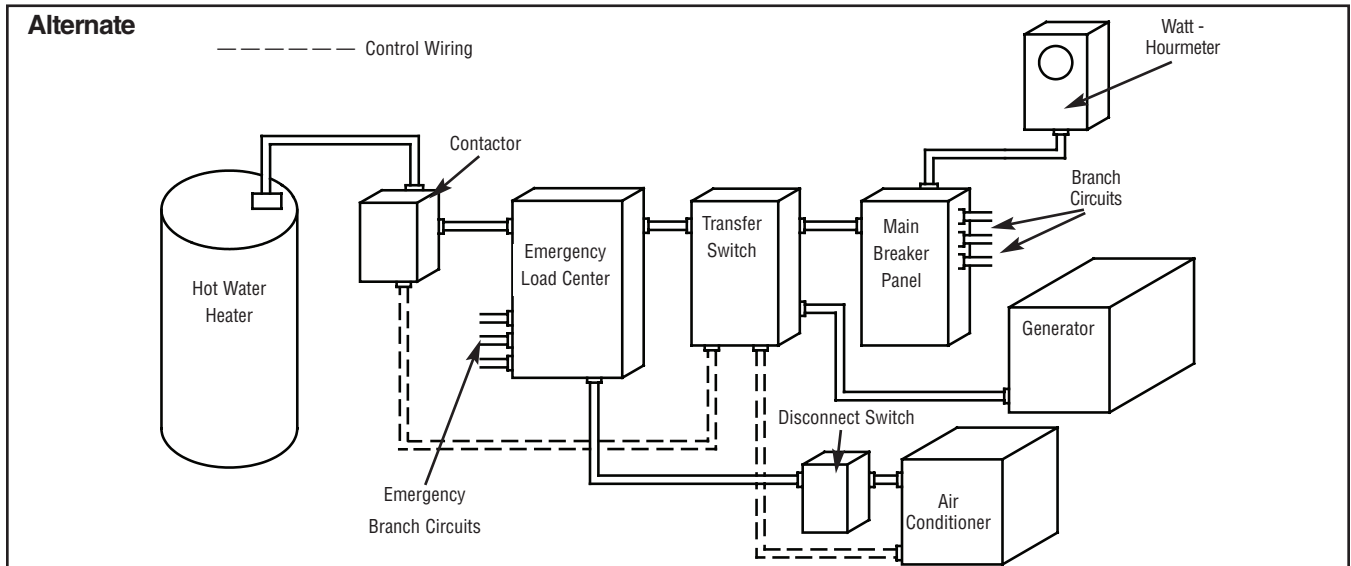 Alternate
Control Wiring
Watt -
Hourmeter
Contactor
Branch
Circuits
Transfer
Switch
Main
Breaker
Panel
Emergency
Load Center
Hot Water
Heater
Generator
Disconnect Switch
Emergency
Branch Circuits
Air
Conditioner